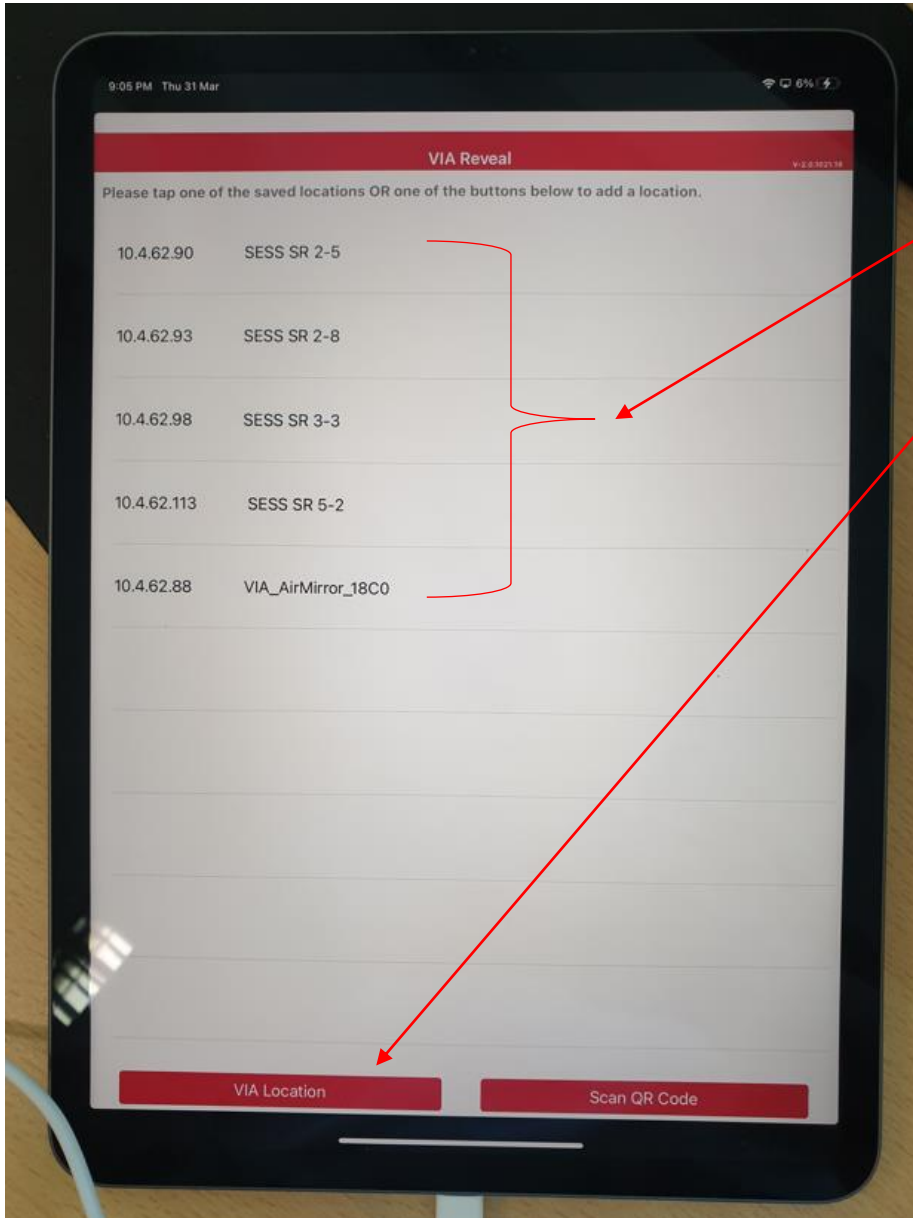 9:05 PM Thu 31 Mar 6%
VIA Reveal
Please tap one of the saved locations OR one of the buttons below to add a location.
10.4.62.90 SESS SR 2-5
10.4.62.93 SESS SR 2-8
10.4.62.98 SESS SR 3-3
10.4.62.113 SESS SR 5-2
10.4.62.88 VIA_AirMirror_18C0
VIA Location Scan QR Code